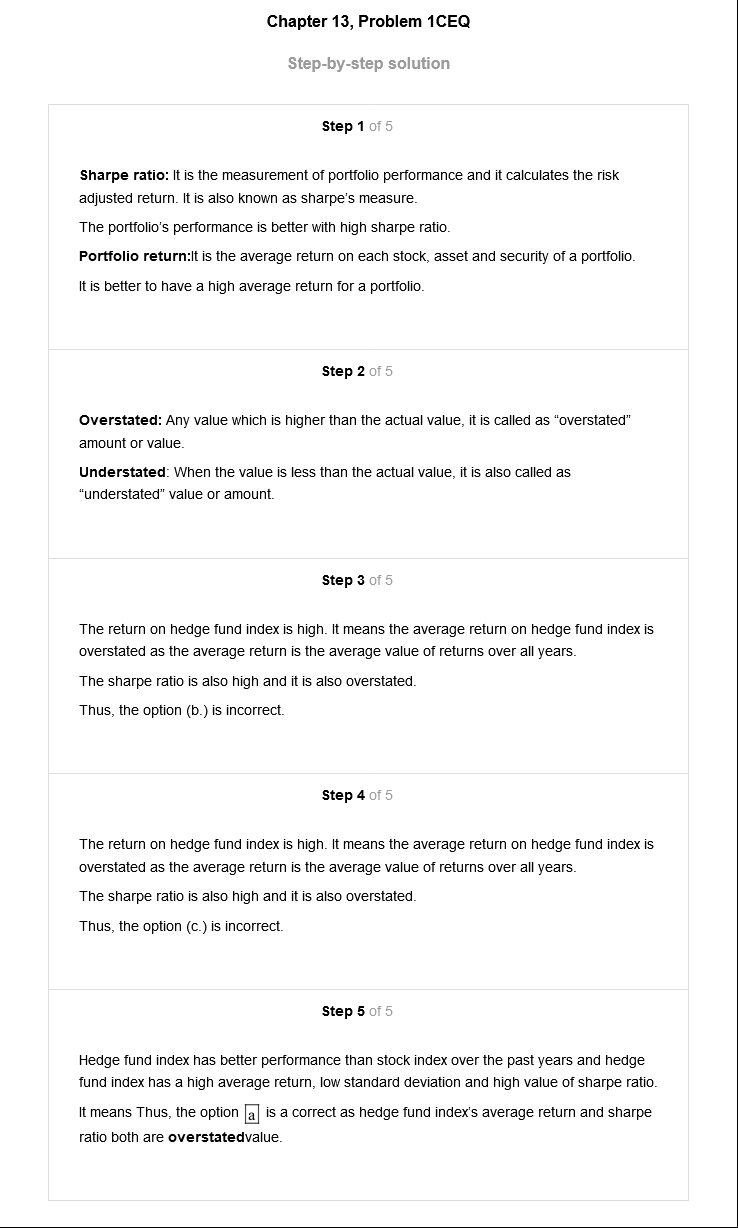 Chapter 13, Problem 1CEQ
Step-by-step solution
Step 1 of 5
Sharpe ratio: It is the measurement of portfolio performance and it calculates the risk
adjusted return. It is also known as sharpe's measure.
The portfolio's performance is better with high sharpe ratio.
Portfolio return:It is the average return on each stock, asset and security of a portfolio.
It is better to have a high average return for a portfolio.
Step 2 of 5
Overstated: Any value which is higher than the actual value, it is called as “overstated”
amount or value.
Understated: When the value is less than the actual value, it is also called as
“understated” value or amount.
Step 3 of 5
The return on hedge fund index is high. It means the average return on hedge fund index is
overstated as the average return is the average value of returns over all years.
The sharpe ratio is also high and it is also overstated.
Thus, the option (b.) is incorrect.
Step 4 of 5
The return on hedge fund index is high. It means the average return on hedge fund index is
overstated as the average return is the average value of returns over all years.
The sharpe ratio is also high and it is also overstated.
Thus, the option (c.) is incorrect.
Step 5 of 5
Hedge fund index has better performance than stock index over the past years and hedge
fund index has a high average return, low standard deviation and high value of sharpe ratio.
It means Thus, the option a is a correct as hedge fund index's average return and sharpe
ratio both are overstatedvalue.